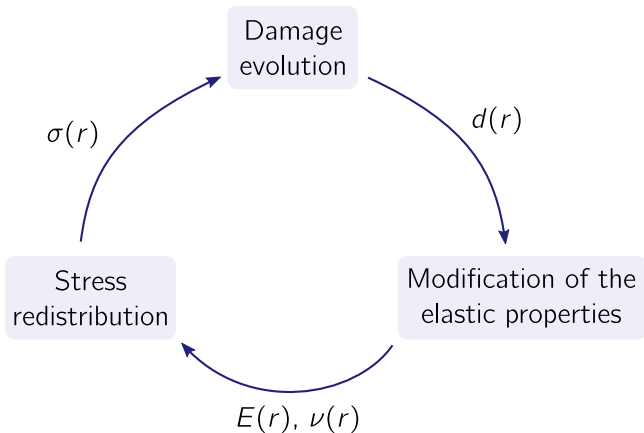 Damage
evolution
σ(r)
d(r)
Stress
redistribution
Modification of the
elastic properties
E(r), ν(r)